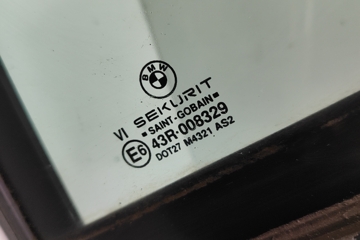 BMW
SEKURIT
VI
SAINT-GOBAIN
E6 43R-008329
DOT27 M4321 AS2